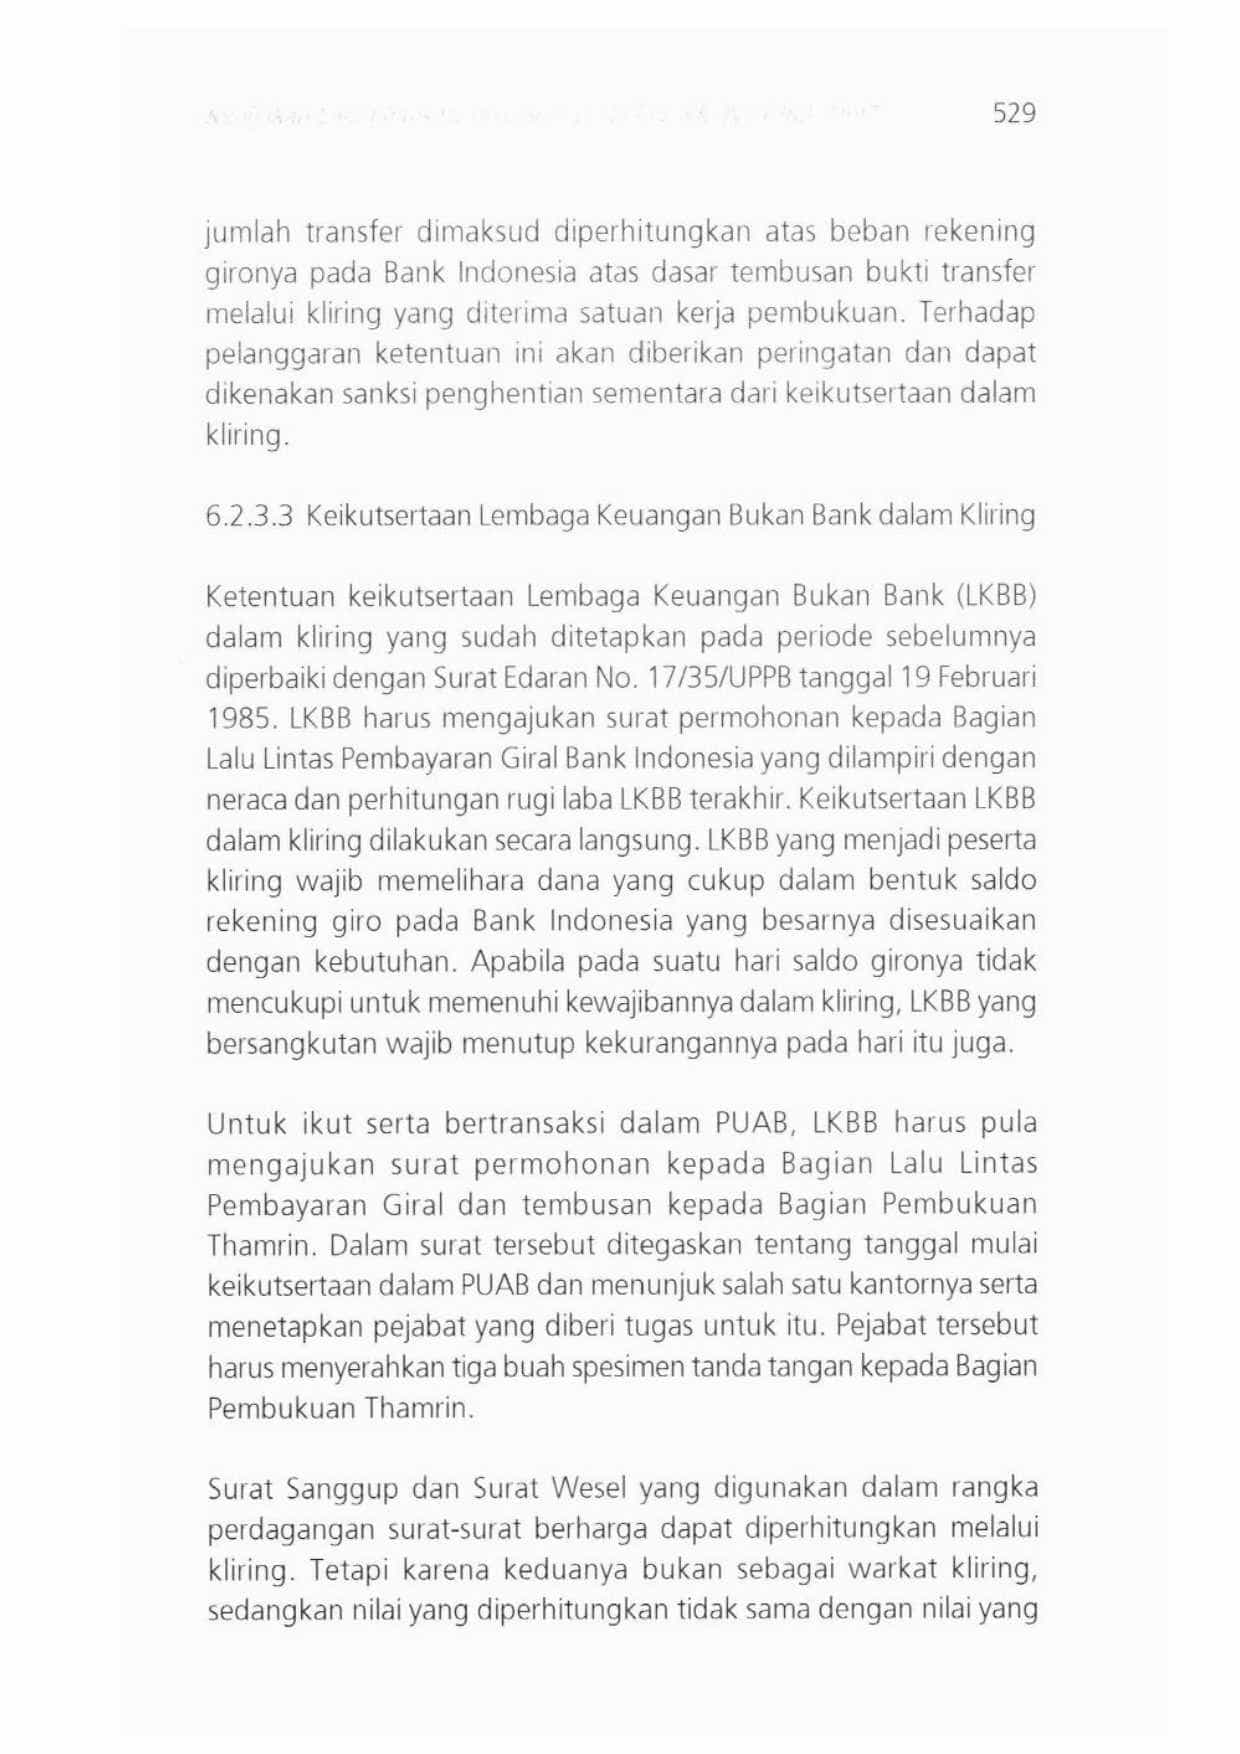 529
jumlah transfer dimaksud diperhitungkan atas beban rekening
gironya pada Bank Indonesia atas dasar tembusan bukti transfer
melalui kliring yang diterima satuan kerja pembukuan. Terhadap
pelanggaran ketentuan ini akan diberikan peringatan dan dapat
dikenakan sanksi penghentian sementara dari keikutsertaan dalam
kliring.
6.2.3.3 Keikutsertaan Lembaga Keuangan Bukan Bank dalam Kliring
Ketentuan keikutsertaan Lembaga Keuangan Bukan Bank (LKBB)
dalam kliring yang sudah ditetapkan pada periode sebelumnya
diperbaiki dengan Surat Edaran No. 17/35/UPPB tanggal 19 Februari
1985. LKBB harus mengajukan surat permohonan kepada Bagian
Lalu Lintas Pembayaran Giral Bank Indonesia yang dilampiri dengan
neraca dan perhitungan rugi laba LKBB terakhir. Keikutsertaan LKBB
dalam kliring dilakukan secara langsung. LKBB yang menjadi peserta
kliring wajib memelihara dana yang cukup dalam bentuk saldo
rekening giro pada Bank Indonesia yang besarnya disesuaikan
dengan kebutuhan. Apabila pada suatu hari saldo gironya tidak
mencukupi untuk memenuhi kewajibannya dalam kliring, LKBB yang
bersangkutan wajib menutup kekurangannya pada hari itu juga.
Untuk ikut serta bertransaksi dalam PUAB, LKBB harus pula
mengajukan surat permohonan kepada Bagian Lalu Lintas
Pembayaran Giral dan tembusan kepada Bagian Pembukuan
Thamrin. Dalam surat tersebut ditegaskan tentang tanggal mulai
keikutsertaan dalam PUAB dan menunjuk salah satu kantornya serta
menetapkan pejabat yang diberi tugas untuk itu. Pejabat tersebut
harus menyerahkan tiga buah spesimen tanda tangan kepada Bagian
Pembukuan Thamrin.
Surat Sanggup dan Surat Wesel yang digunakan dalam rangka
perdagangan surat-surat berharga dapat diperhitungkan melalui
kliring. Tetapi karena keduanya bukan sebagai warkat kliring,
sedangkan nilai yang diperhitungkan tidak sama dengan nilai yang